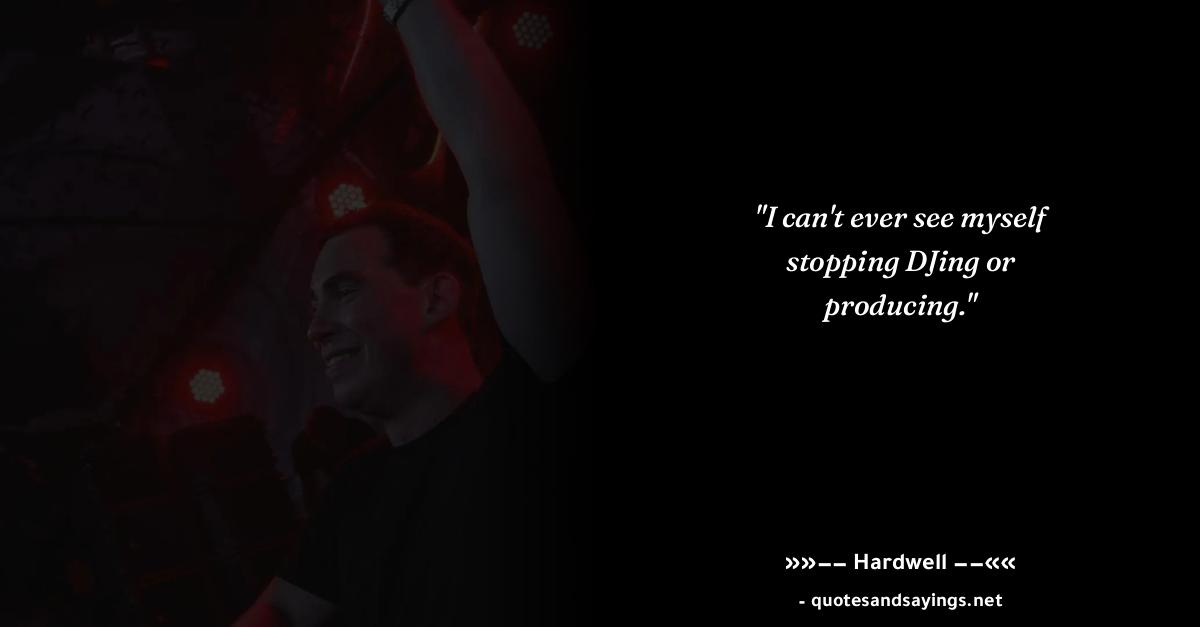 "I can't ever see myself
stopping DJing or
producing."
»»–– Hardwell ––««
- quotesandsayings.net